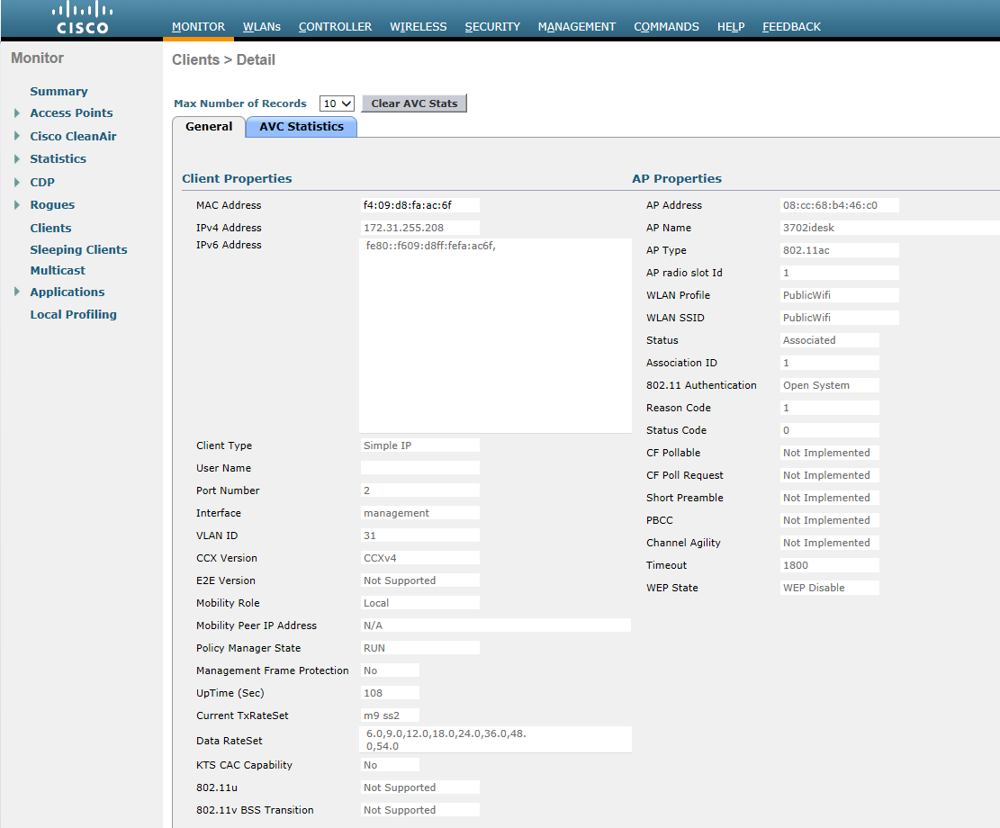 CISCO
MONITOR WLANs CONTROLLER WIRELESS SECURITY MANAGEMENT COMMANDS HELP FEEDBACK
Monitor
Summary
Access Points
Cisco CleanAir
Statistics
CDP
Rogues
Clients
Sleeping Clients
Multicast
Applications
Local Profiling
Clients > Detail
Max Number of Records 10 Clear AVC Stats
General AVC Statistics
Client Properties
MAC Address f4:09:d8:fa:ac:6f
IPv4 Address 172.31.255.208
IPv6 Address fe80::f609:d8ff:fefa:ac6f,
Client Type Simple IP
User Name
Port Number 2
Interface management
VLAN ID 31
CCX Version CCXv4
E2E Version Not Supported
Mobility Role Local
Mobility Peer IP Address N/A
Policy Manager State RUN
Management Frame Protection No
UpTime (Sec) 108
Current TxRateSet m9 ss2
Data RateSet 6.0,9.0,12.0,18.0,24.0,36.0,48.
0,54.0
KTS CAC Capability No
802.11u Not Supported
802.11v BSS Transition Not Supported
AP Properties
AP Address 08:cc:68:b4:46:c0
AP Name 3702idesk
AP Type 802.11ac
AP radio slot Id 1
WLAN Profile PublicWifi
WLAN SSID PublicWifi
Status Associated
Association ID 1
802.11 Authentication Open System
Reason Code 1
Status Code 0
CF Pollable Not Implemented
CF Poll Request Not Implemented
Short Preamble Not Implemented
PBCC Not Implemented
Channel Agility Not Implemented
Timeout 1800
WEP State WEP Disable